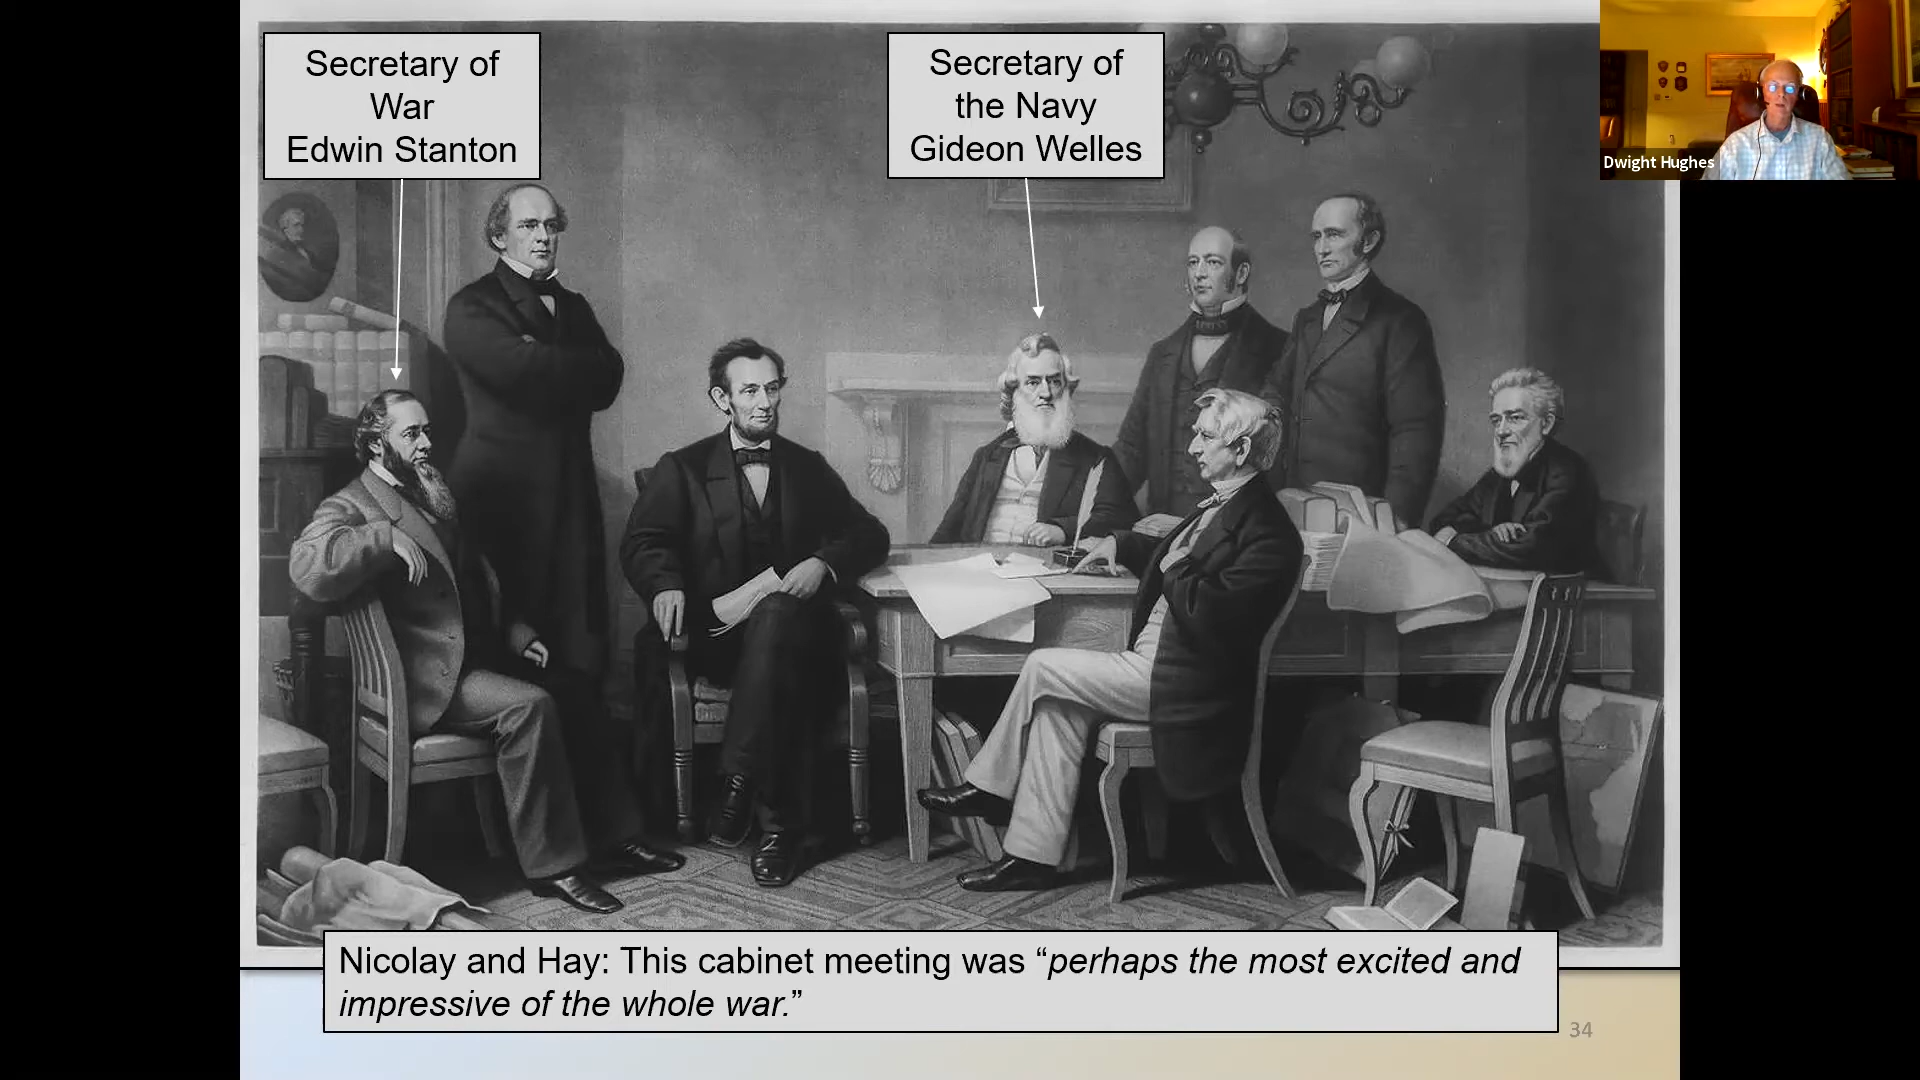 Secretary of
War
Edwin Stanton
Secretary of
the Navy
Gideon Welles
Dwight Hughes
Nicolay and Hay: This cabinet meeting was “perhaps the most excited and
impressive of the whole war.”
34